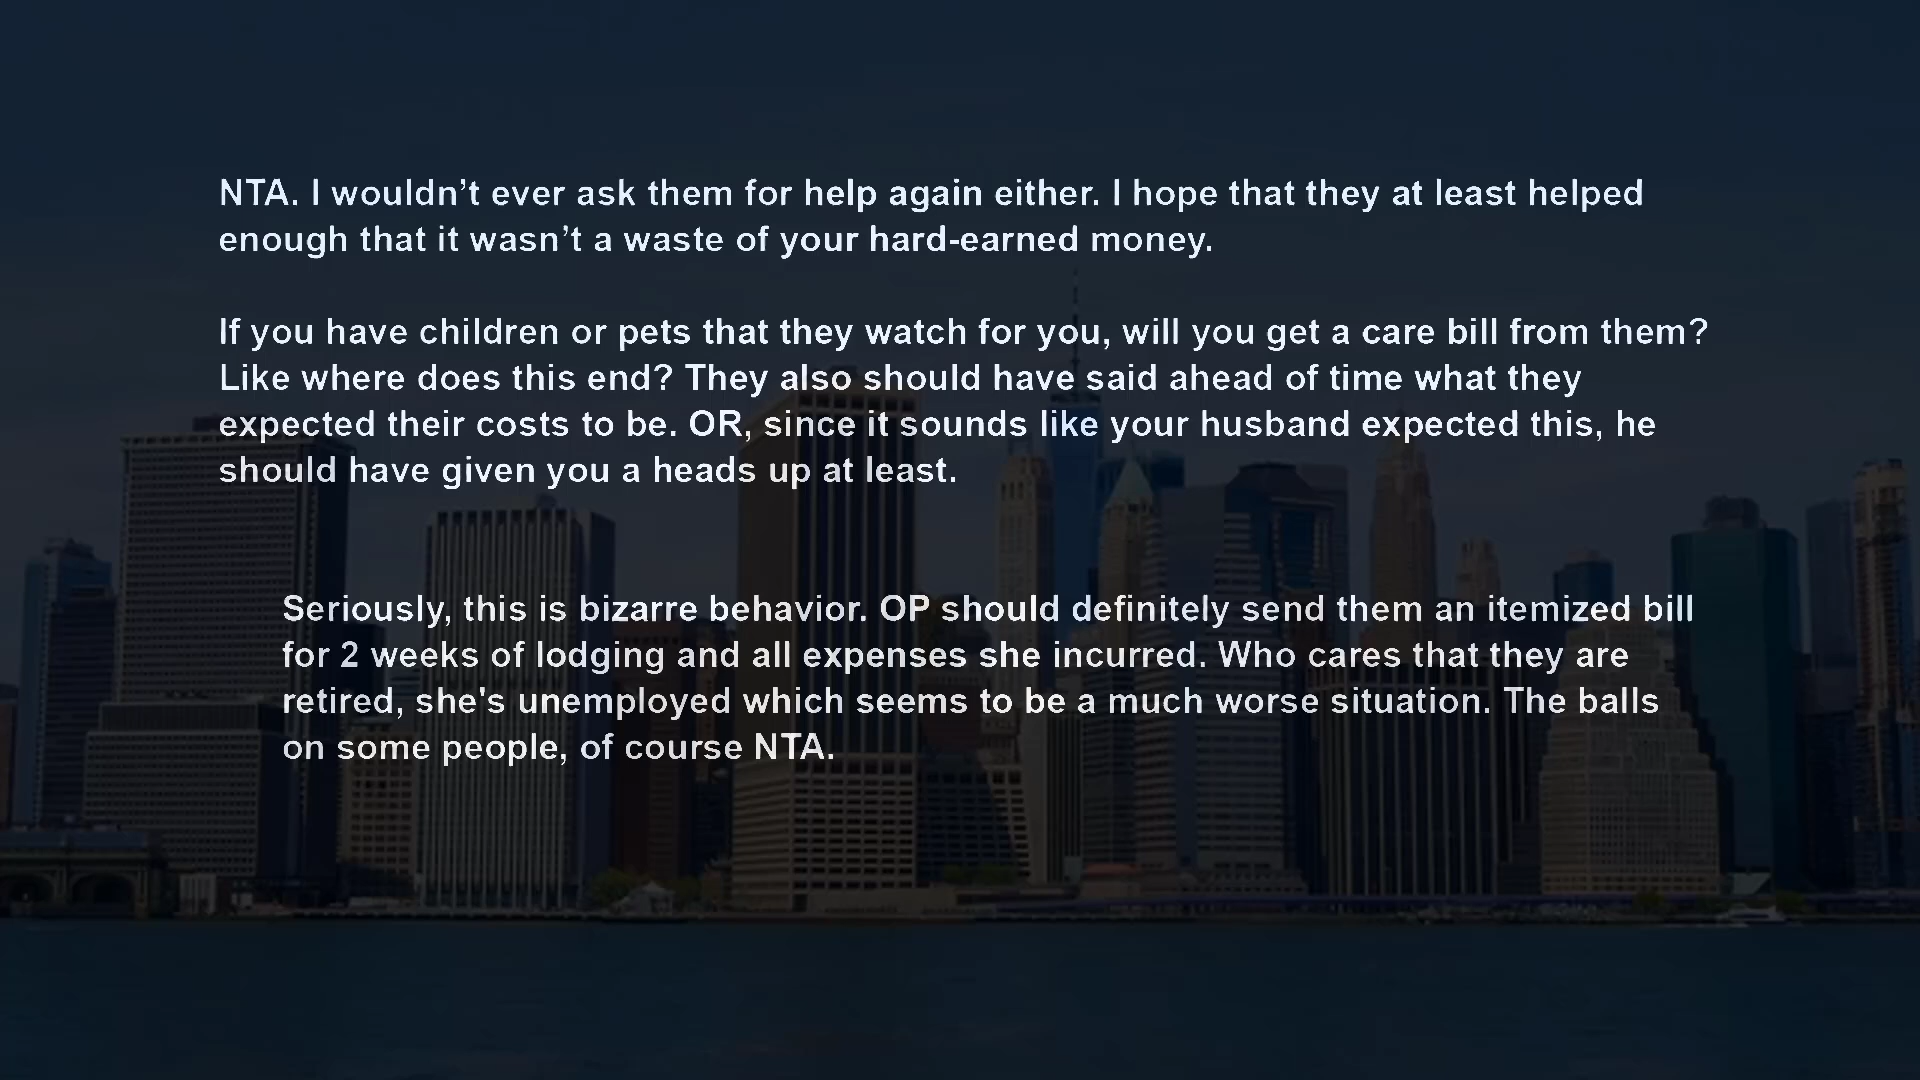 NTA. I wouldn’t ever ask them for help again either. I hope that they at least helped
enough that it wasn’t a waste of your hard-earned money.
If you have children or pets that they watch for you, will you get a care bill from them?
Like where does this end? They also should have said ahead of time what they
expected their costs to be. OR, since it sounds like your husband expected this, he
should have given you a heads up at least.
Seriously, this is bizarre behavior. OP should definitely send them an itemized bill
for 2 weeks of lodging and all expenses she incurred. Who cares that they are
retired, she's unemployed which seems to be a much worse situation. The balls
on some people, of course NTA.